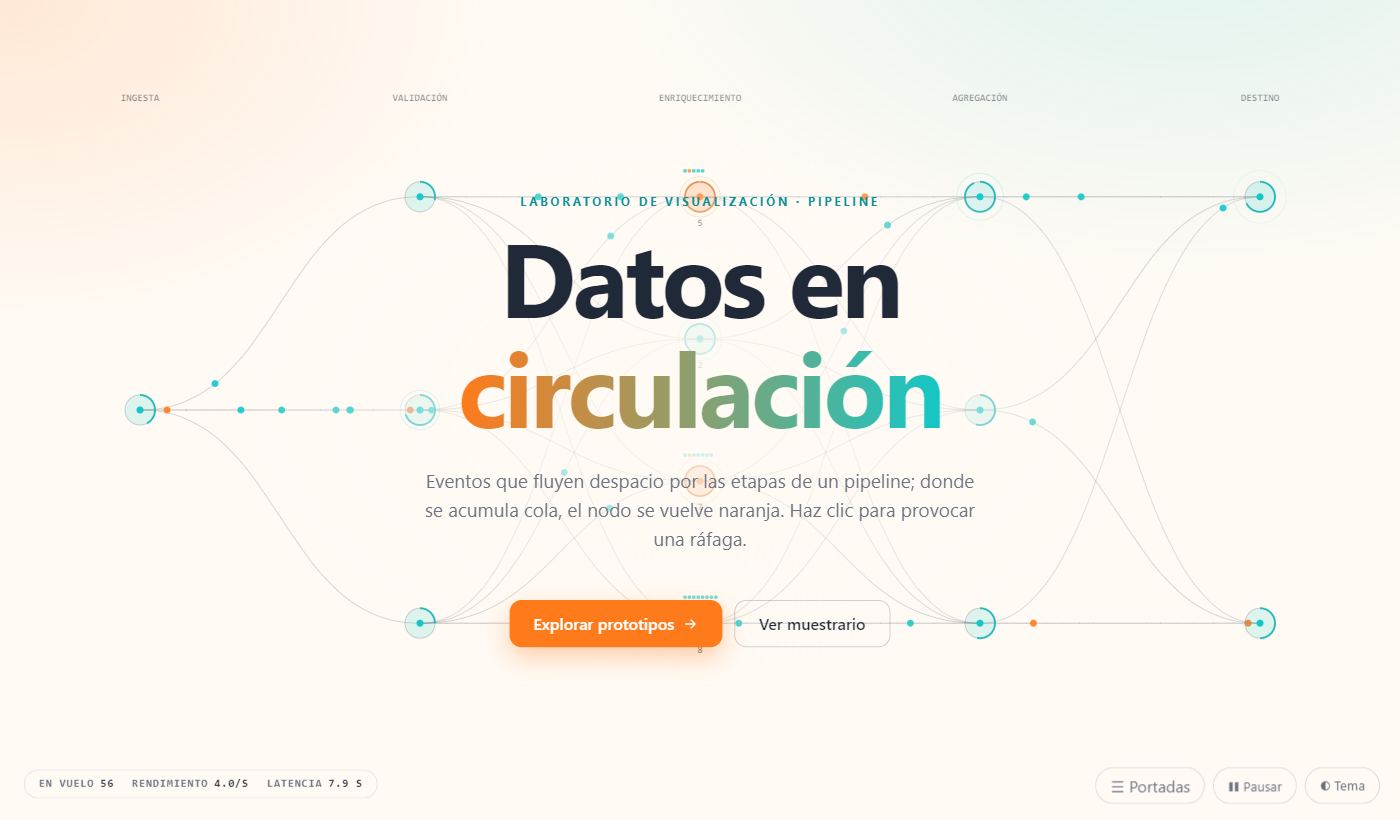 INGESTA
VALIDACIÓN
ENRIQUECIMIENTO
AGREGACIÓN
DESTINO
LABORATORIO DE VISUALIZACIÓN · PIPELINE
5
Datos en
circulación
Eventos que fluyen despacio por las etapas de un pipeline; donde
se acumula cola, el nodo se vuelve naranja. Haz clic para provocar
una ráfaga.
Explorar prototipos →
Ver muestrario
8
EN VUELO 56 RENDIMIENTO 4.0/S LATENCIA 7.9 S
Portadas
Pausar
Tema